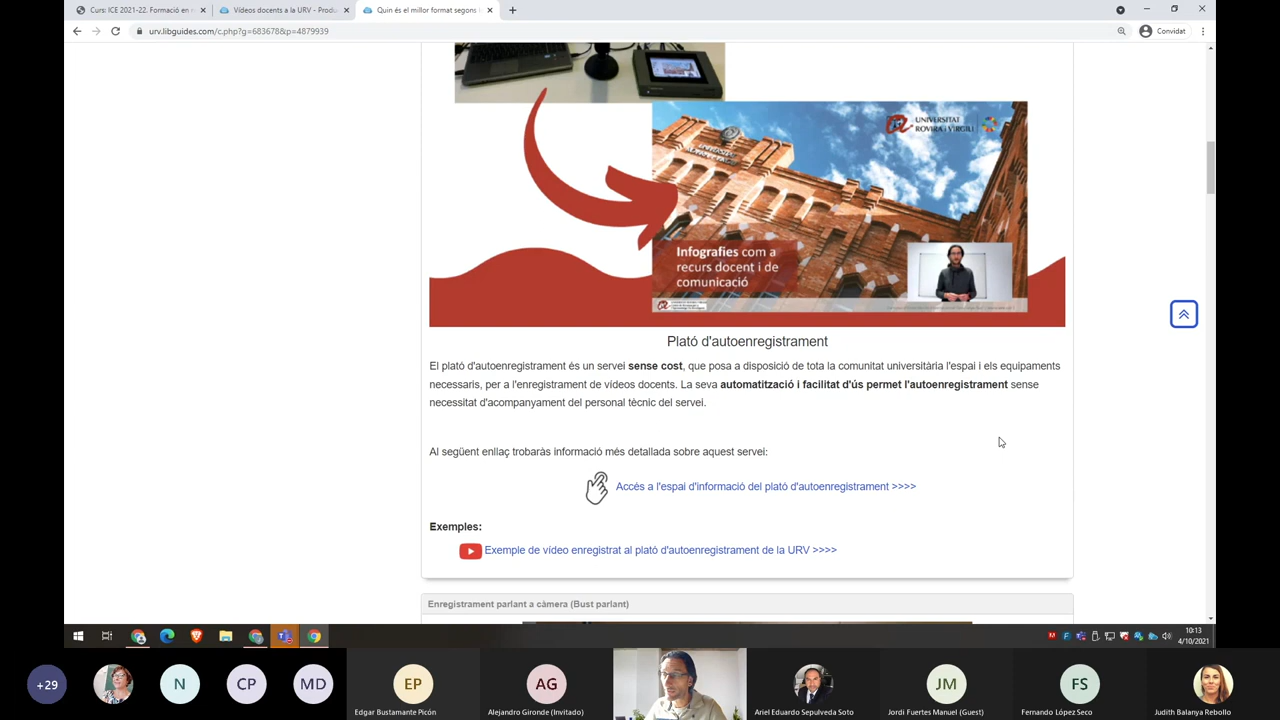 Curs: ICE 2021-22. Formació en n
Vídeos docents a la URV - Produ
Quin és el millor format segons l
urv.libguides.com/c.php?g=683678&p=4879939
Convidat
UNIVERSITAT
ROVIRA i VIRGILI
Infografies com a
recurs docent i de
comunicació
Plató d'autoenregistrament
El plató d'autoenregistrament és un servei sense cost, que posa a disposició de tota la comunitat universitària l'espai i els equipaments
necessaris, per a l'enregistrament de vídeos docents. La seva automatització i facilitat d'ús permet l'autoenregistrament sense
necessitat d'acompanyament del personal tècnic del servei.
Al següent enllaç trobaràs informació més detallada sobre aquest servei:
Accés a l'espai d'informació del plató d'autoenregistrament >>>>
Exemples:
Exemple de vídeo enregistrat al plató d'autoenregistrament de la URV >>>>
Enregistrament parlant a càmera (Bust parlant)
10:13
4/10/2021
+29
N
CP
MD
EP
AG
JM
FS
Edgar Bustamante Picón
Alejandro Gironde (Invitado)
Ariel Eduardo Sepulveda Soto
Jordi Fuertes Manuel (Guest)
Fernando López Seco
Judith Balanya Rebollo